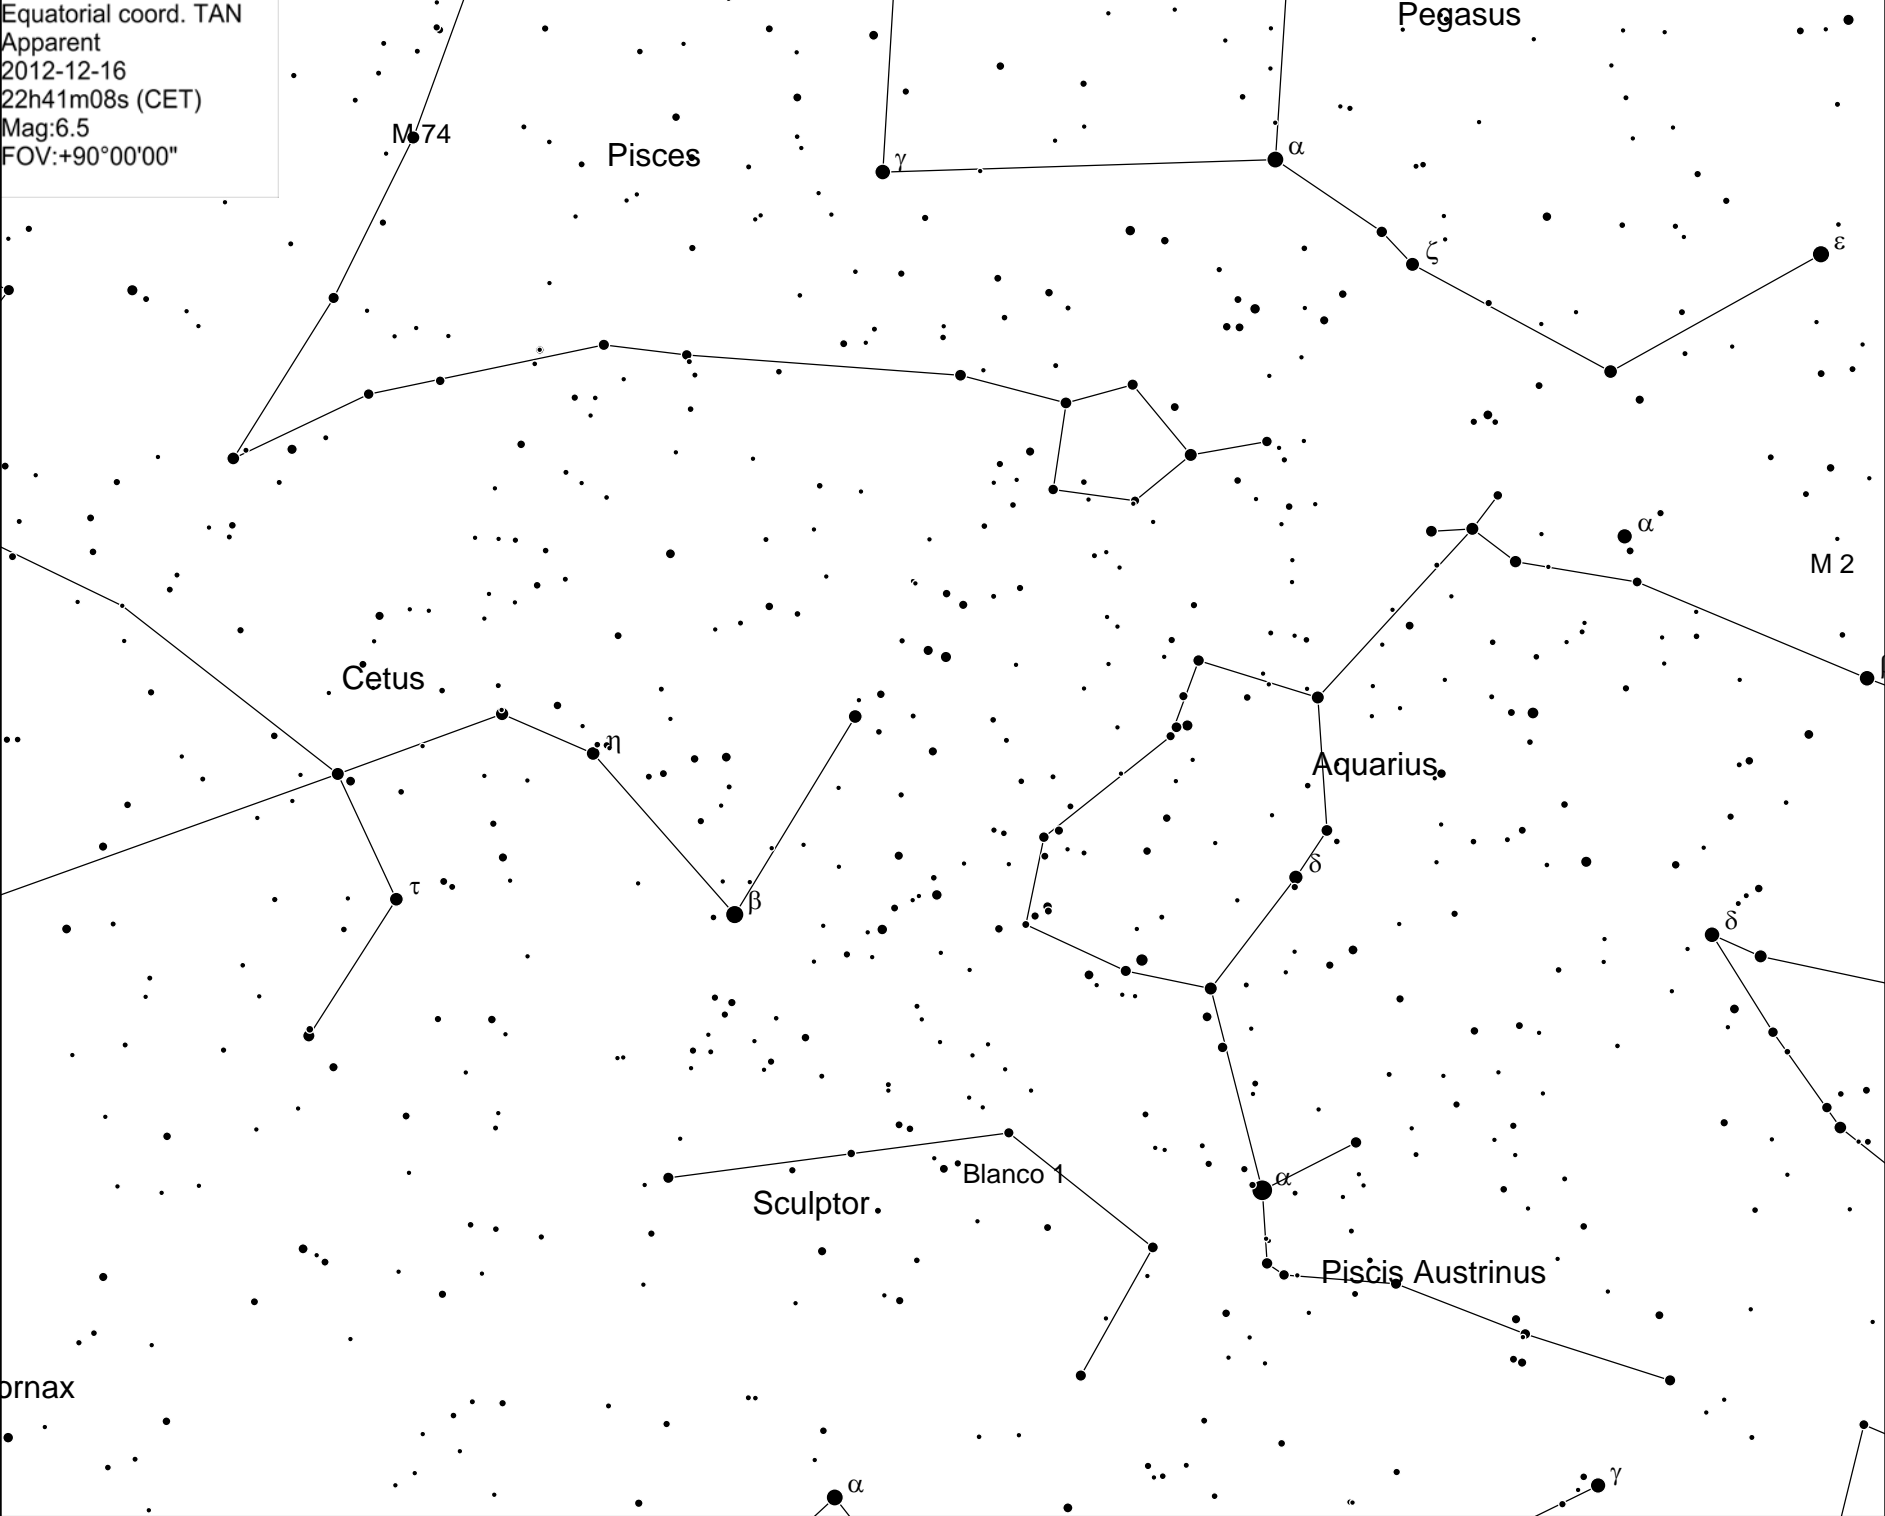 Equatorial coord. TAN
Apparent
2012-12-16
22h41m08s (CET)
Mag:6.5
FOV:+90°00'00"
Pegasus
M 74
Pisces
γ
α
ζ
ε
α
M 2
Cetus
η
Aquarius
τ
β
δ
δ
Blanco 1
α
Sculptor
Piscis Austrinus
ornax
α
γ